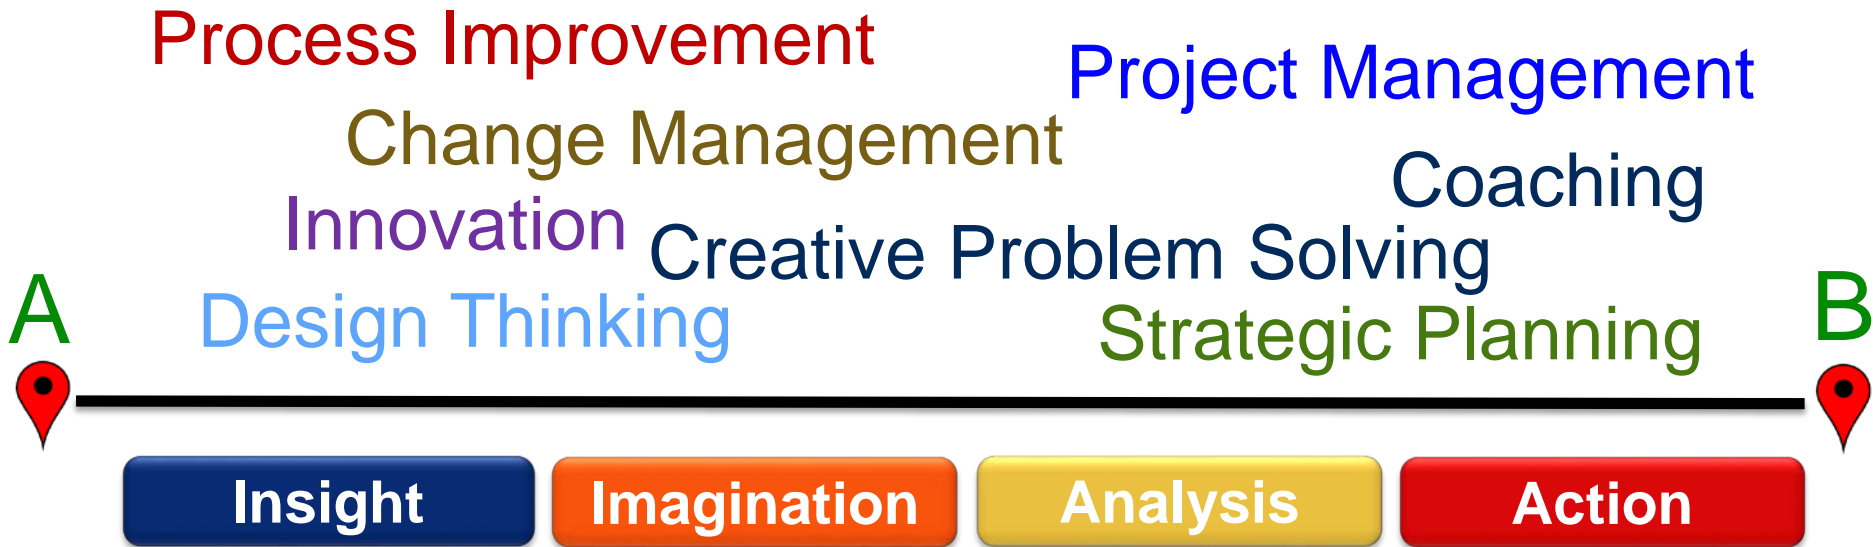 Process Improvement
Project Management
Change Management
Coaching
Innovation
Creative Problem Solving
A
B
Design Thinking
Strategic Planning
Insight
Imagination
Analysis
Action